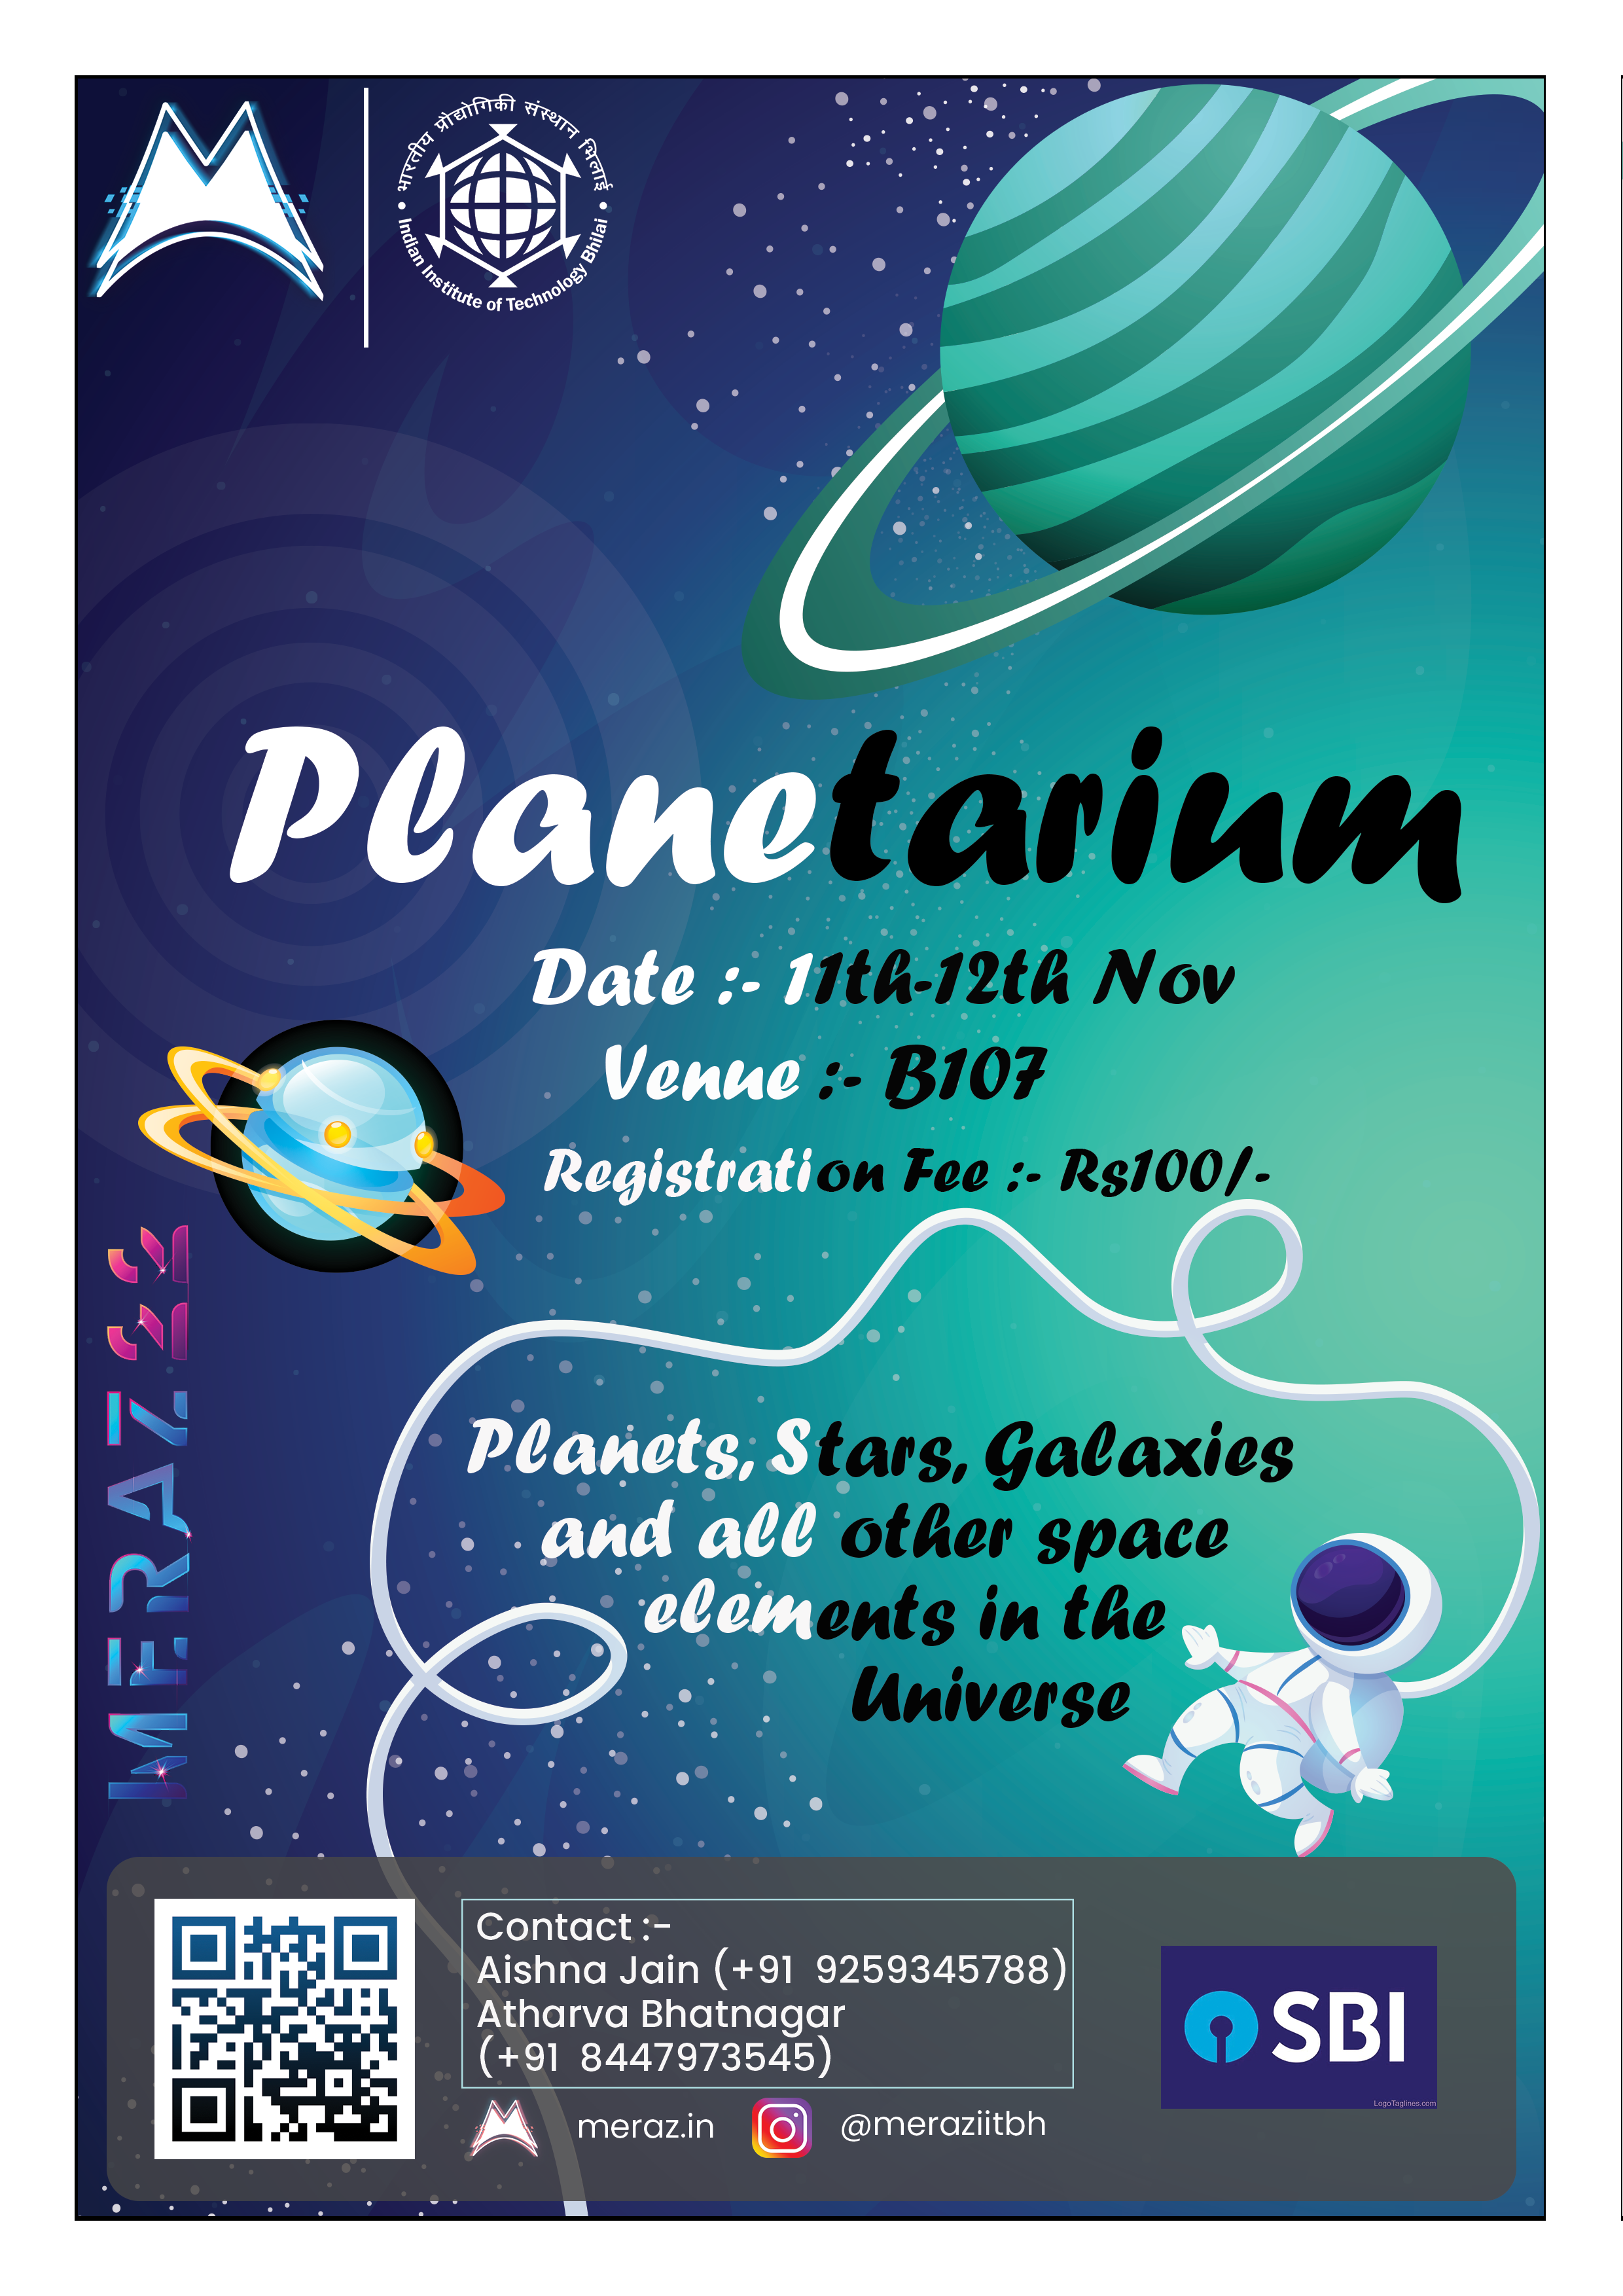 भारतीय प्रौद्योगिकी संस्थान भिलाई
Indian Institute of Technology Bhilai
Planetarium
Date :- 11th-12th Nov
Venue :- B107
Registration Fee :- Rs100/-
MERAZ 22
Planets, Stars, Galaxies
and all other space
elements in the
Universe
Contact :-
Aishna Jain (+91 9259345788)
Atharva Bhatnagar
(+91 8447973545)
meraz.in
@meraziitbh
SBI
LogoTaglines.com